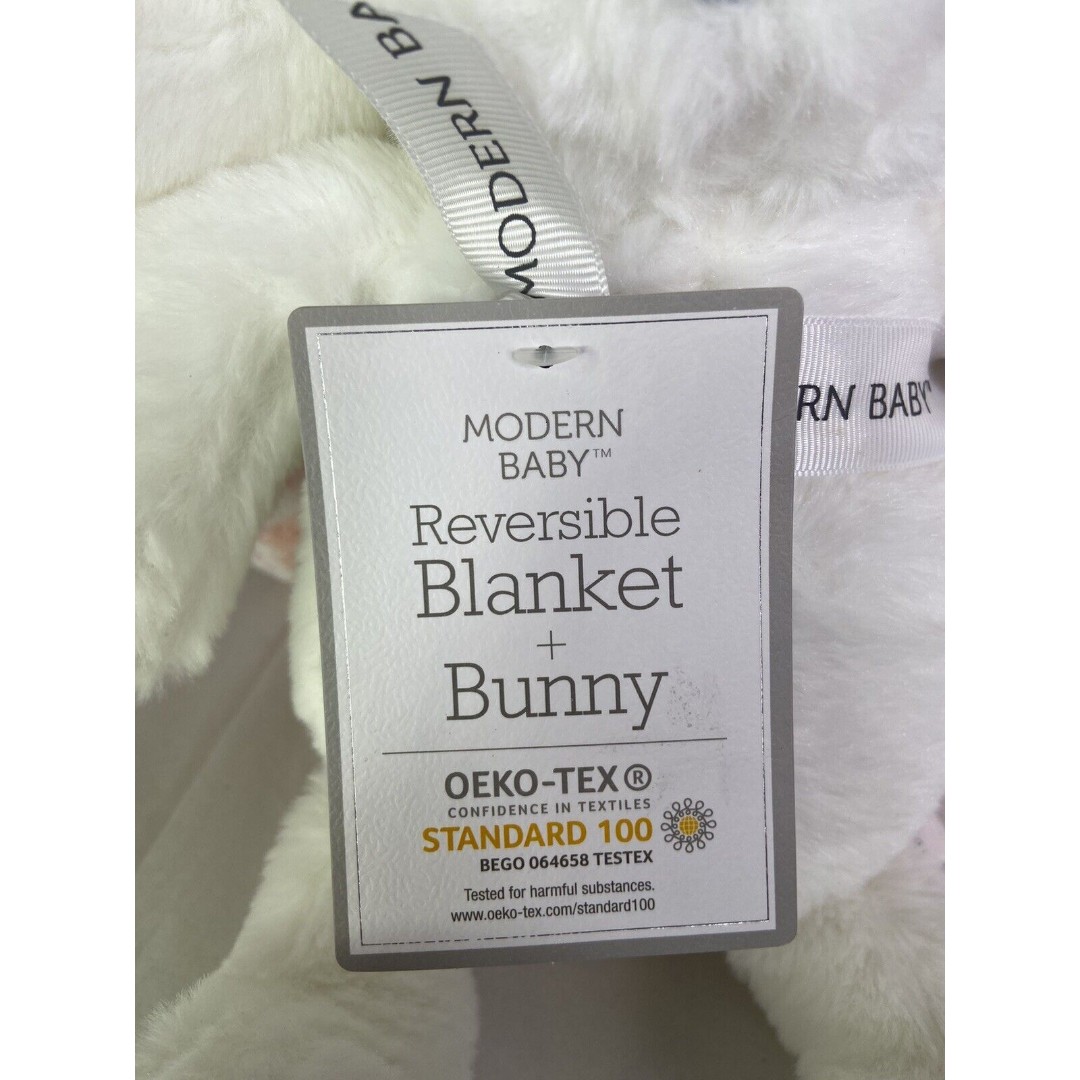 MODERN BA
MODERN
BABY™
Reversible
Blanket
+
Bunny
OEKO-TEX®
CONFIDENCE IN TEXTILES
STANDARD 100
BEGO 064658 TESTEX
Tested for harmful substances.
www.oeko-tex.com/standard100
RN BABY